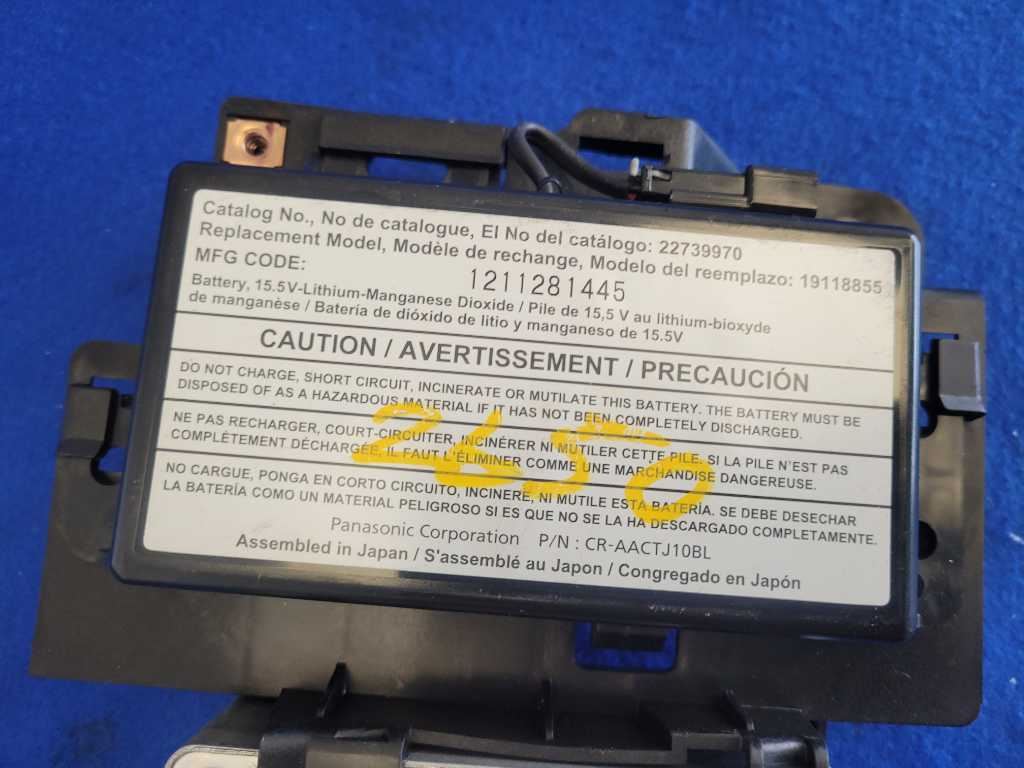 Catalog No., No de catalogue, El No del catálogo: 22739970
Replacement Model, Modèle de rechange, Modelo del reemplazo: 19118855
MFG CODE:
1211281445
Battery, 15.5V-Lithium-Manganese Dioxide / Pile de 15,5 V au lithium-bioxyde
de manganèse / Batería de dióxido de litio y manganeso de 15.5V
CAUTION / AVERTISSEMENT / PRECAUCIÓN
DO NOT CHARGE, SHORT CIRCUIT, INCINERATE OR MUTILATE THIS BATTERY. THE BATTERY MUST BE
DISPOSED OF AS A HAZARDOUS MATERIAL IF IT HAS NOT BEEN COMPLETELY DISCHARGED.
NE PAS RECHARGER, COURT-CIRCUITER, INCINÉRER NI MUTILER CETTE PILE. SI LA PILE N'EST PAS
COMPLÈTEMENT DÉCHARGÉE, IL FAUT L'ÉLIMINER COMME UNE MARCHANDISE DANGEREUSE.
2650
NO CARGUE, PONGA EN CORTO CIRCUITO, INCINERE, NI MUTILE ESTA BATERÍA. SE DEBE DESECHAR
LA BATERÍA COMO UN MATERIAL PELIGROSO SI ES QUE NO SE LA HA DESCARGADO COMPLETAMENTE.
Panasonic Corporation P/N : CR-AACTJ10BL
Assembled in Japan / S'assemblé au Japon / Congregado en Japón